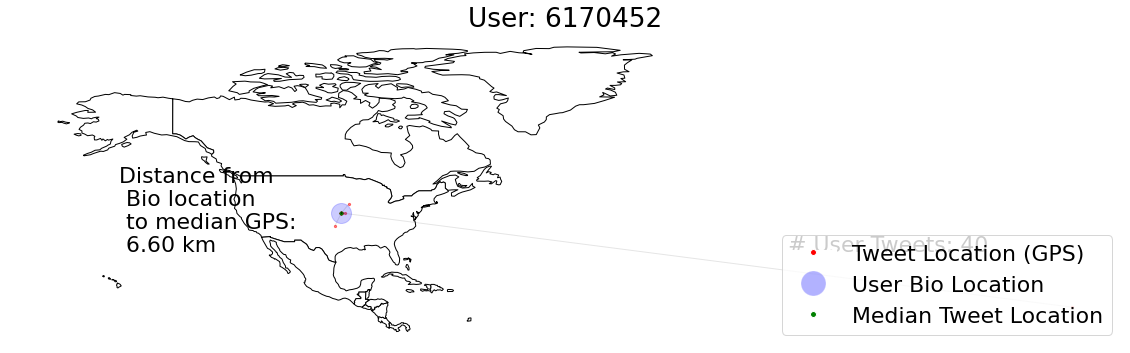 User: 6170452
Distance from
Bio location
to median GPS:
6.60 km
# User Tweets: 40
Tweet Location (GPS)
User Bio Location
Median Tweet Location